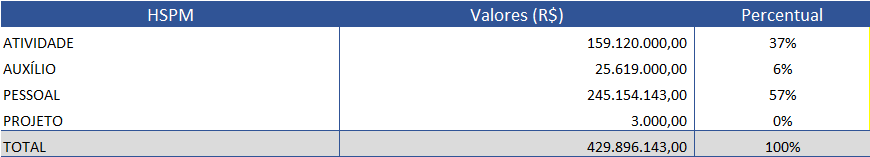 HSPM Valores (R$) Percentual
ATIVIDADE 159.120.000,00 37%
AUXÍLIO 25.619.000,00 6%
PESSOAL 245.154.143,00 57%
PROJETO 3.000,00 0%
TOTAL 429.896.143,00 100%